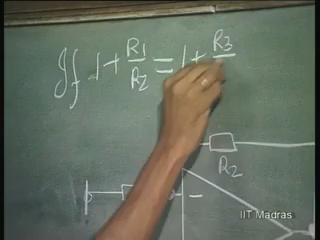 If 1 + R1/R2 = 1 + R3/
R2
IIT Madras